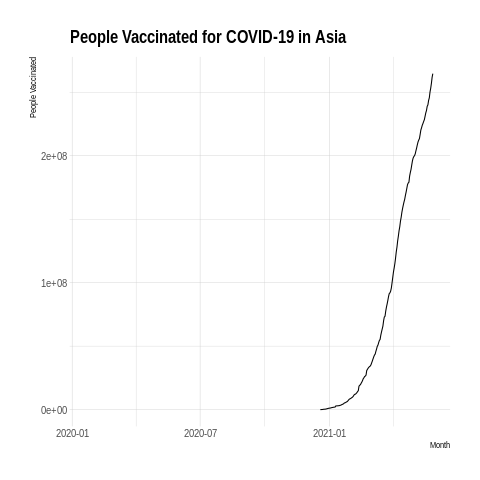 People Vaccinated for COVID-19 in Asia
People Vaccinated
2e+08
1e+08
0e+00
2020-01
2020-07
2021-01
Month